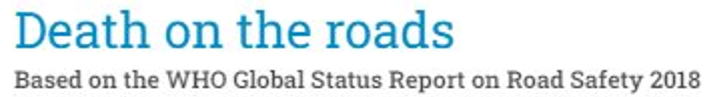 Death on the roads
Based on the WHO Global Status Report on Road Safety 2018